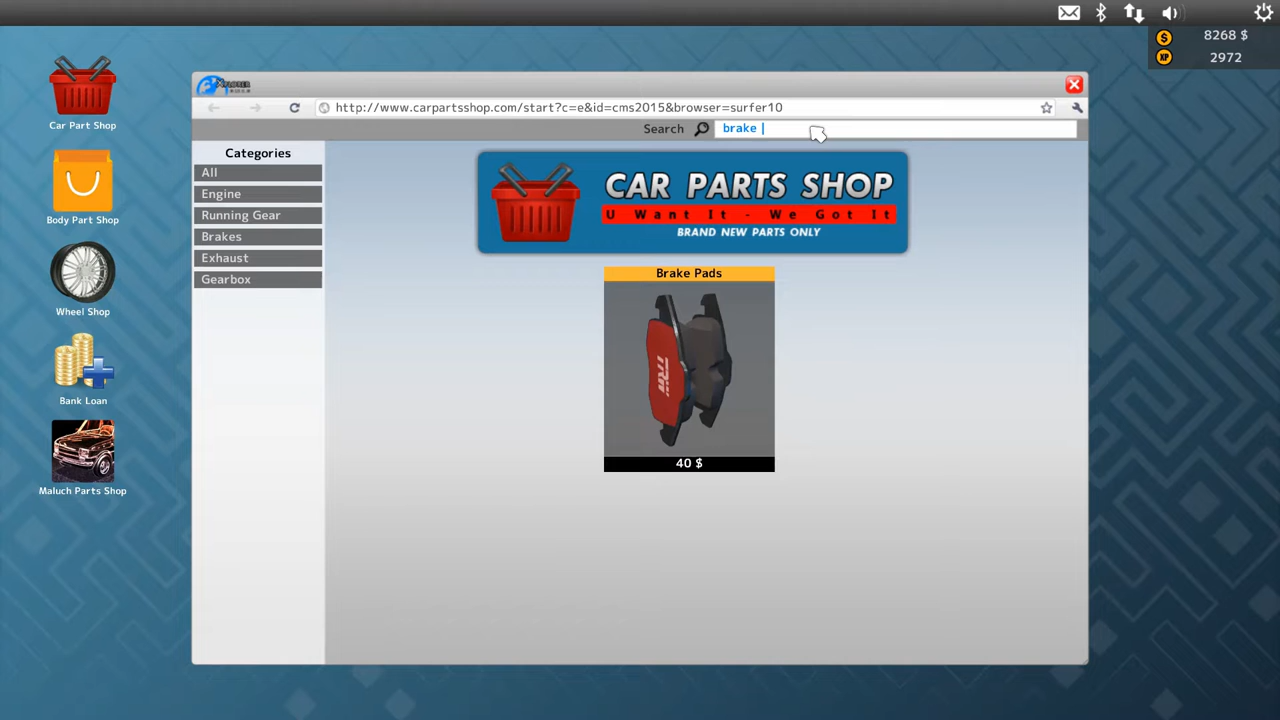 8268 $
2972
Car Part Shop
Body Part Shop
Wheel Shop
Bank Loan
Maluch Parts Shop
http://www.carpartsshop.com/start?c=e&id=cms2015&browser=surfer10
Search
brake
Categories
All
Engine
Running Gear
Brakes
Exhaust
Gearbox
CAR PARTS SHOP
U Want It - We Got It
BRAND NEW PARTS ONLY
Brake Pads
TRW
40 $